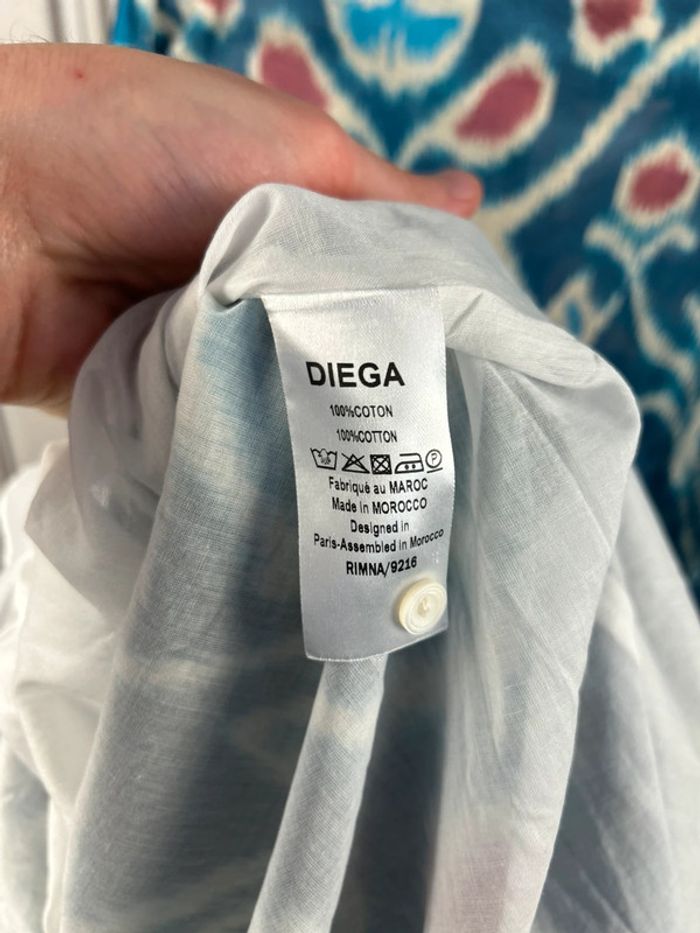 DIEGA
100%COTON
100%COTTON
P
Fabriqué au MAROC
Made in MOROCCO
Designed in
Paris-Assembled in Morocco
RIMNA/9216